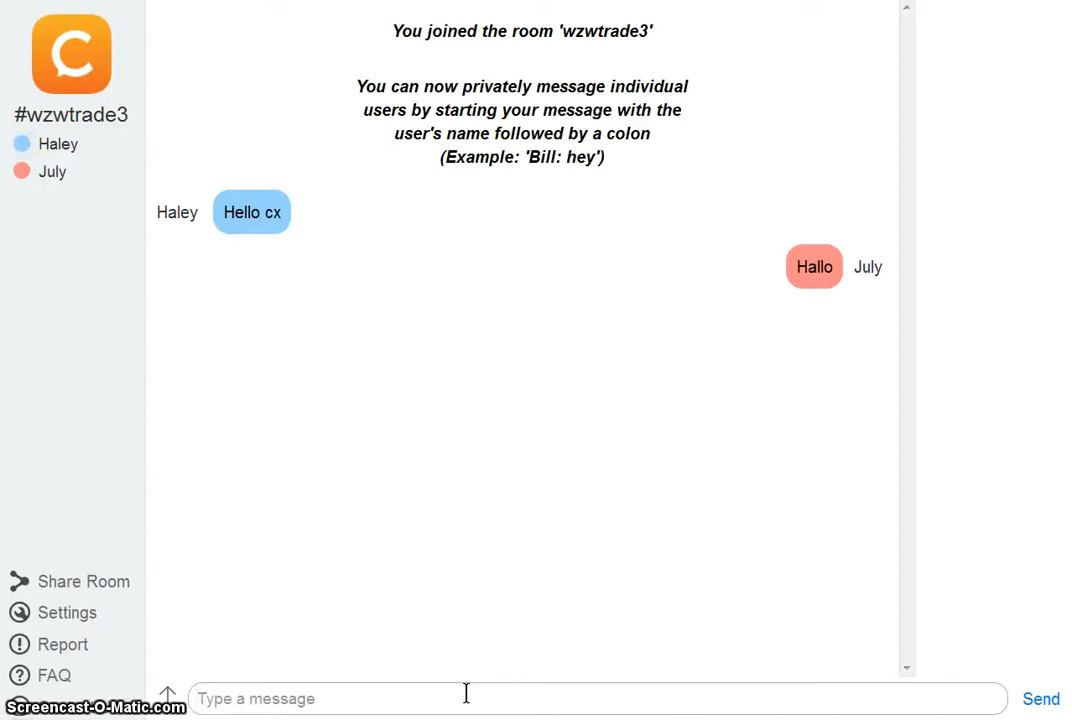 You joined the room 'wzwtrade3'
You can now privately message individual
users by starting your message with the
user's name followed by a colon
(Example: 'Bill: hey')
#wzwtrade3
Haley
July
Haley Hello cx
Hallo July
Share Room
Settings
Report
FAQ
Type a message
Send
Screencast-O-Matic.com